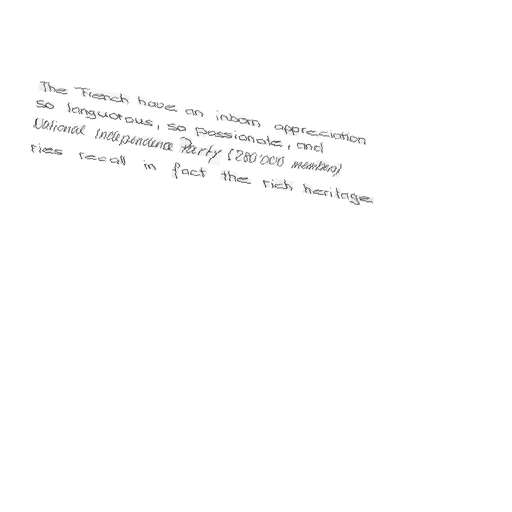 The French have an inborn appreciation
so languorous, so passionate, and
National Independence Party (200'000 members)
ries recall in fact the rich heritage